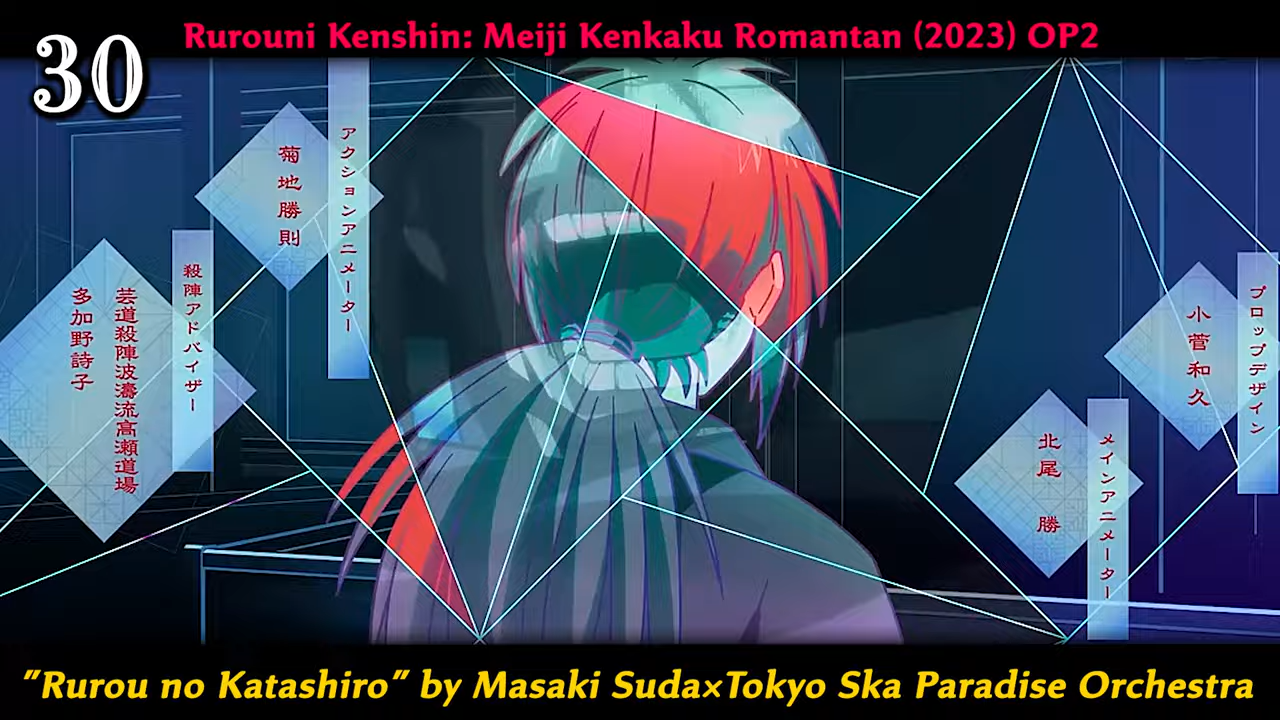 Rurouni Kenshin: Meiji Kenkaku Romantan (2023) OP2
30
プロップデザイン
小菅和久
メインアニメーター
北尾 勝
アクションアニメーター
菊地勝則
殺陣アドバイザー
芸道殺陣波濤流高瀬道場
多加野詩子
"Rurou no Katashiro" by Masaki Suda×Tokyo Ska Paradise Orchestra